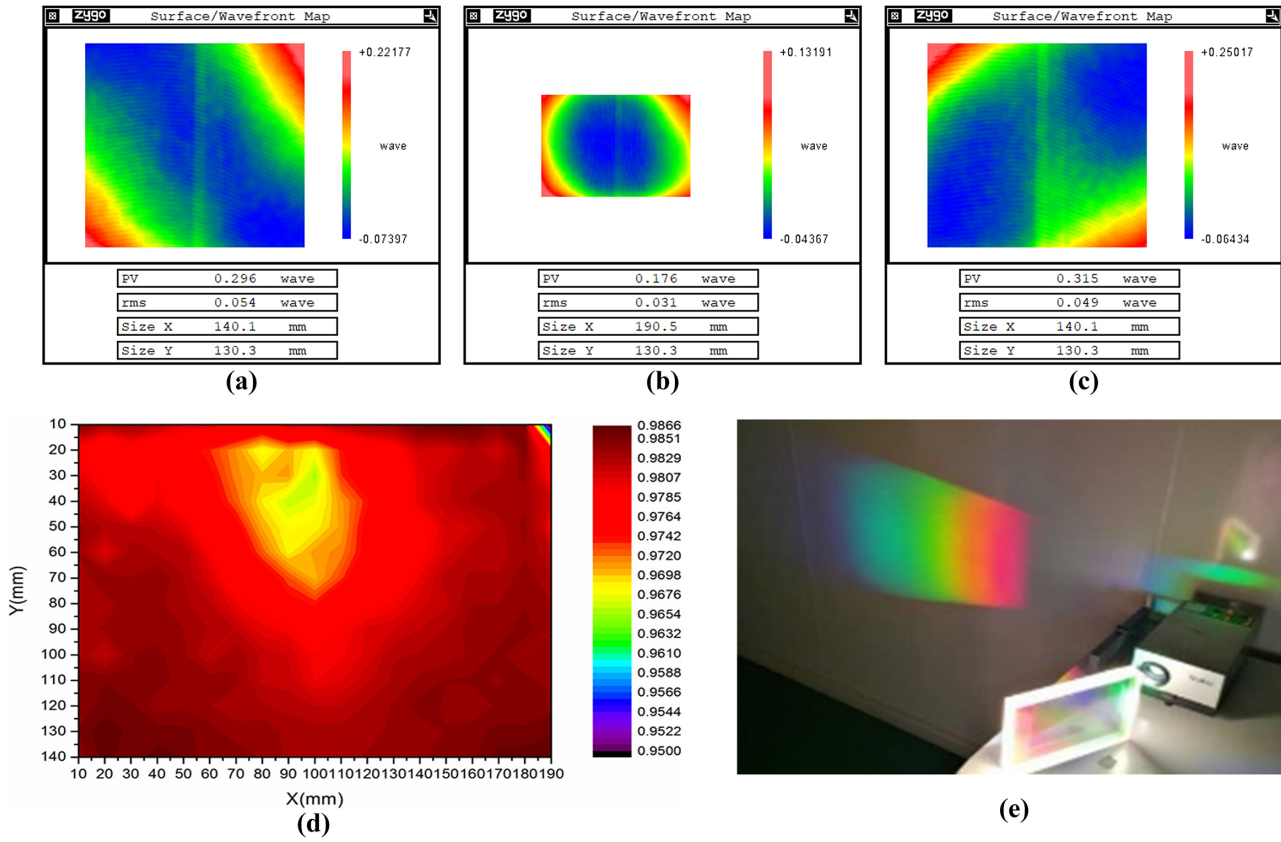 zygo Surface/Wavefront Map
+0.22177
wave
-0.07397
PV 0.296 wave
rms 0.054 wave
Size X 140.1 mm
Size Y 130.3 mm
(a)
zygo Surface/Wavefront Map
+0.13191
wave
-0.04367
PV 0.176 wave
rms 0.031 wave
Size X 190.5 mm
Size Y 130.3 mm
(b)
zygo Surface/Wavefront Map
+0.25017
wave
-0.06434
PV 0.315 wave
rms 0.049 wave
Size X 140.1 mm
Size Y 130.3 mm
(c)
Y(mm)
10
20
30
40
50
60
70
80
90
100
110
120
130
140
10 20 30 40 50 60 70 80 90 100 110 120 130 140 150 160 170 180 190
X(mm)
0.9866
0.9851
0.9829
0.9807
0.9785
0.9764
0.9742
0.9720
0.9698
0.9676
0.9654
0.9632
0.9610
0.9588
0.9566
0.9544
0.9522
0.9500
(d)
(e)